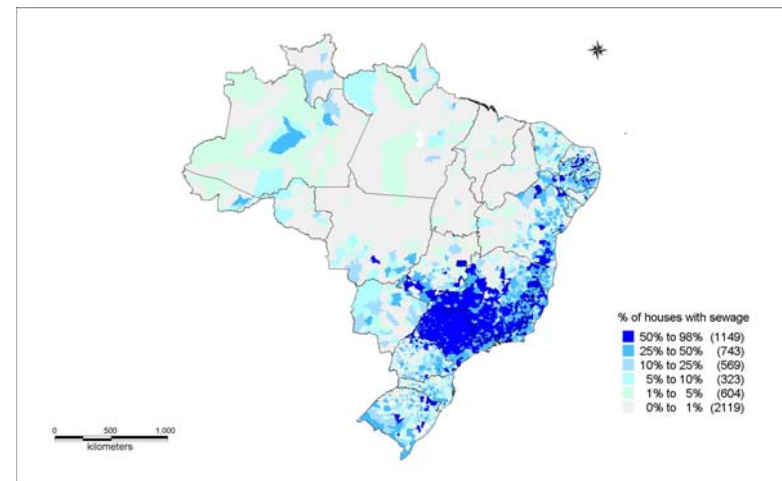 % of houses with sewage
50% to 98% (1149)
25% to 50% (743)
10% to 25% (569)
5% to 10% (323)
1% to 5% (604)
0% to 1% (2119)
0 500 1,000
kilometers